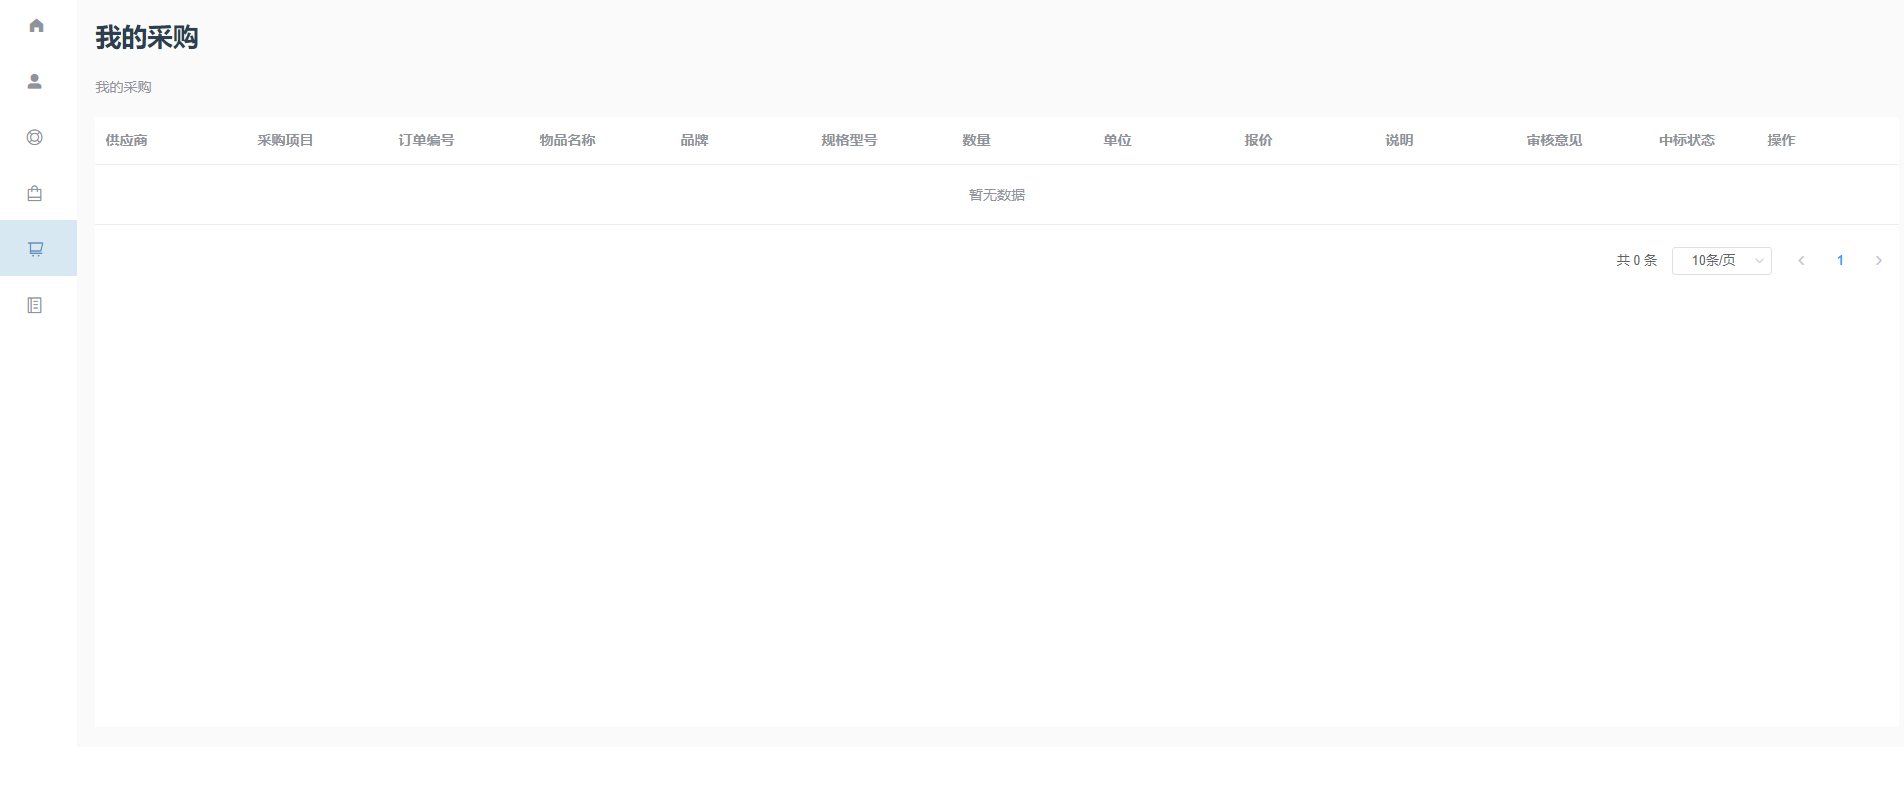 我的采购
我的采购
供应商 采购项目 订单编号 物品名称 品牌 规格型号 数量 单位 报价 说明 审核意见 中标状态 操作
暂无数据
共 0 条 10条/页 1